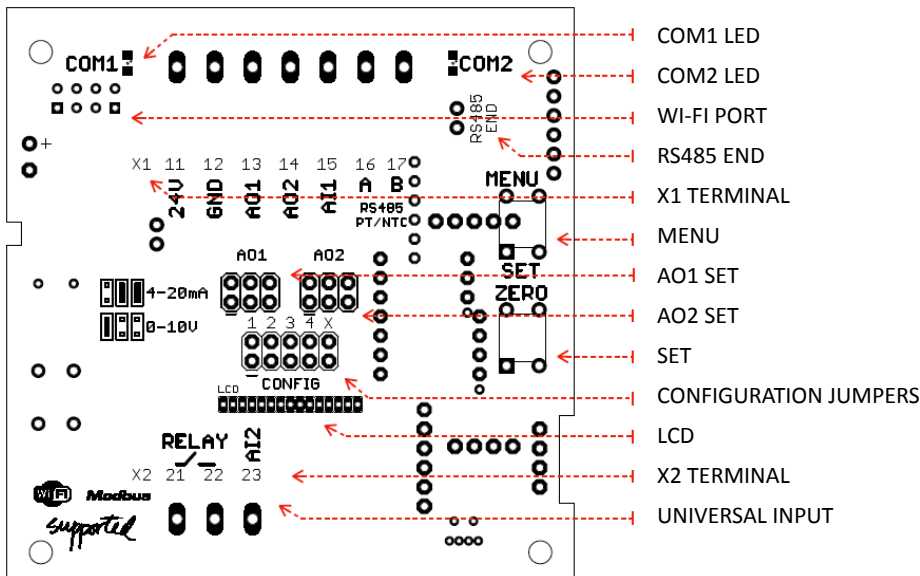 COM1
COM2
RS485
END
+
X1 11 12 13 14 15 16 17
24V
GND
AO1
AO2
AI1
A
B
RS485
PT/NTC
MENU
SET
ZERO
AO1
AO2
4-20mA
0-10V
1 2 3 4 X
CONFIG
LCD
RELAY
AI2
X2 21 22 23
WiFi
Modbus
supported
COM1 LED
COM2 LED
WI-FI PORT
RS485 END
X1 TERMINAL
MENU
AO1 SET
AO2 SET
SET
CONFIGURATION JUMPERS
LCD
X2 TERMINAL
UNIVERSAL INPUT